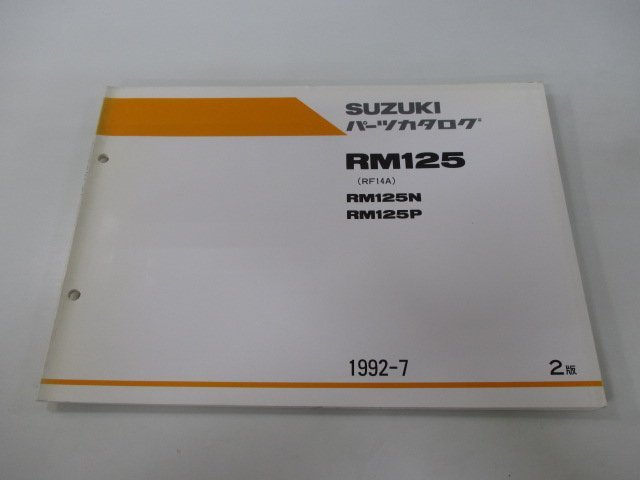 SUZUKI
パーツカタログ
RM125
(RF14A)
RM125N
RM125P
1992-7
2版